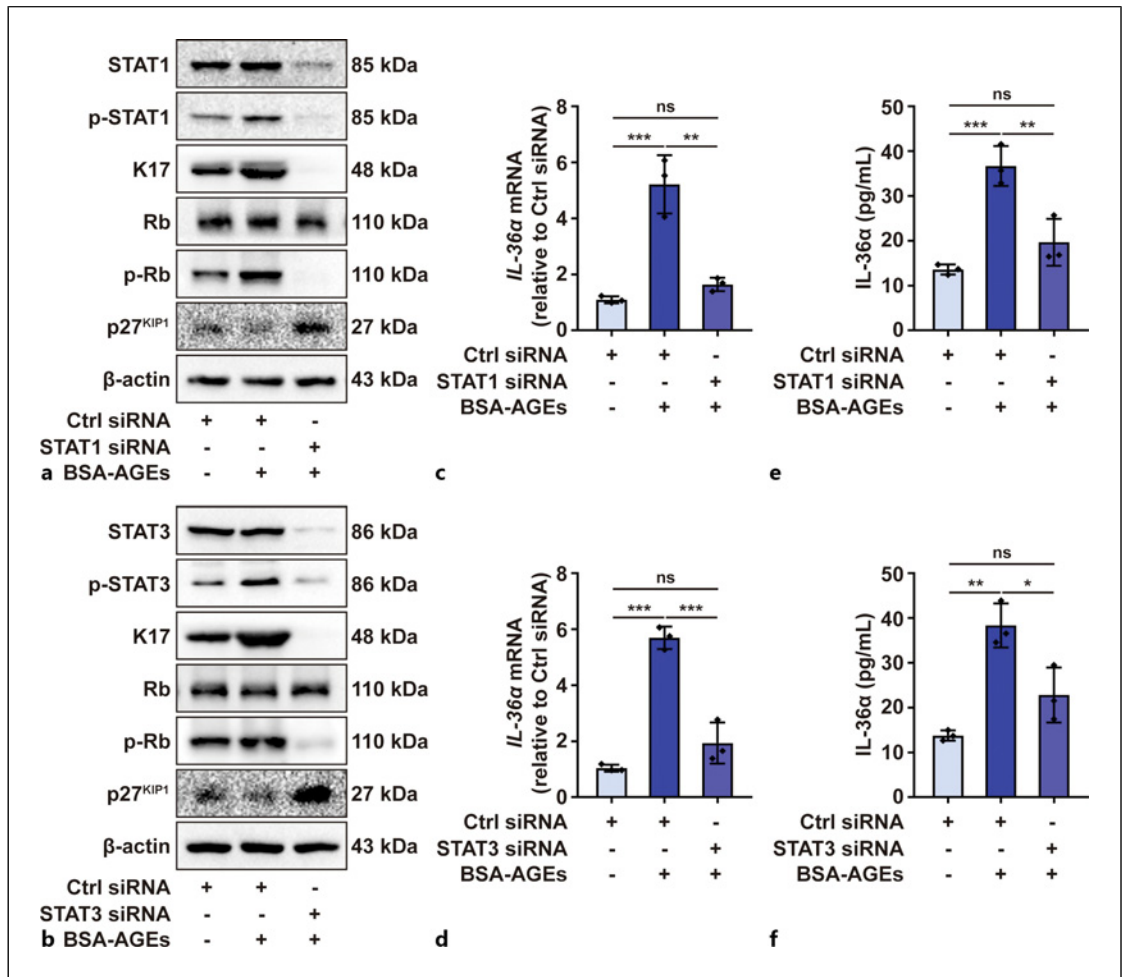 STAT1 85 kDa
p-STAT1 85 kDa
K17 48 kDa
Rb 110 kDa
p-Rb 110 kDa
p27KIP1 27 kDa
β-actin 43 kDa
Ctrl siRNA + + -
STAT1 siRNA - - +
a BSA-AGEs - + +
IL-36α mRNA
(relative to Ctrl siRNA)
8
6
4
2
0
ns
*** **
Ctrl siRNA + + -
STAT1 siRNA - - +
BSA-AGEs - + +
c
IL-36α (pg/mL)
50
40
30
20
10
0
ns
*** **
Ctrl siRNA + + -
STAT1 siRNA - - +
BSA-AGEs - + +
e
STAT3 86 kDa
p-STAT3 86 kDa
K17 48 kDa
Rb 110 kDa
p-Rb 110 kDa
p27KIP1 27 kDa
β-actin 43 kDa
Ctrl siRNA + + -
STAT3 siRNA - - +
b BSA-AGEs - + +
IL-36α mRNA
(relative to Ctrl siRNA)
8
6
4
2
0
ns
*** ***
Ctrl siRNA + + -
STAT3 siRNA - - +
BSA-AGEs - + +
d
IL-36α (pg/mL)
50
40
30
20
10
0
ns
** *
Ctrl siRNA + + -
STAT3 siRNA - - +
BSA-AGEs - + +
f